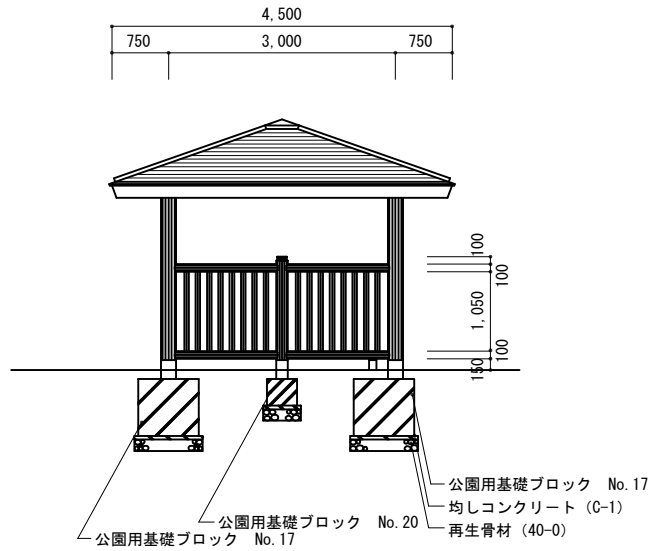 4,500
750 3,000 750
100
100
1,050
100
150
公園用基礎ブロック No.17
均しコンクリート (C-1)
公園用基礎ブロック No.20
再生骨材 (40-0)
公園用基礎ブロック No.17